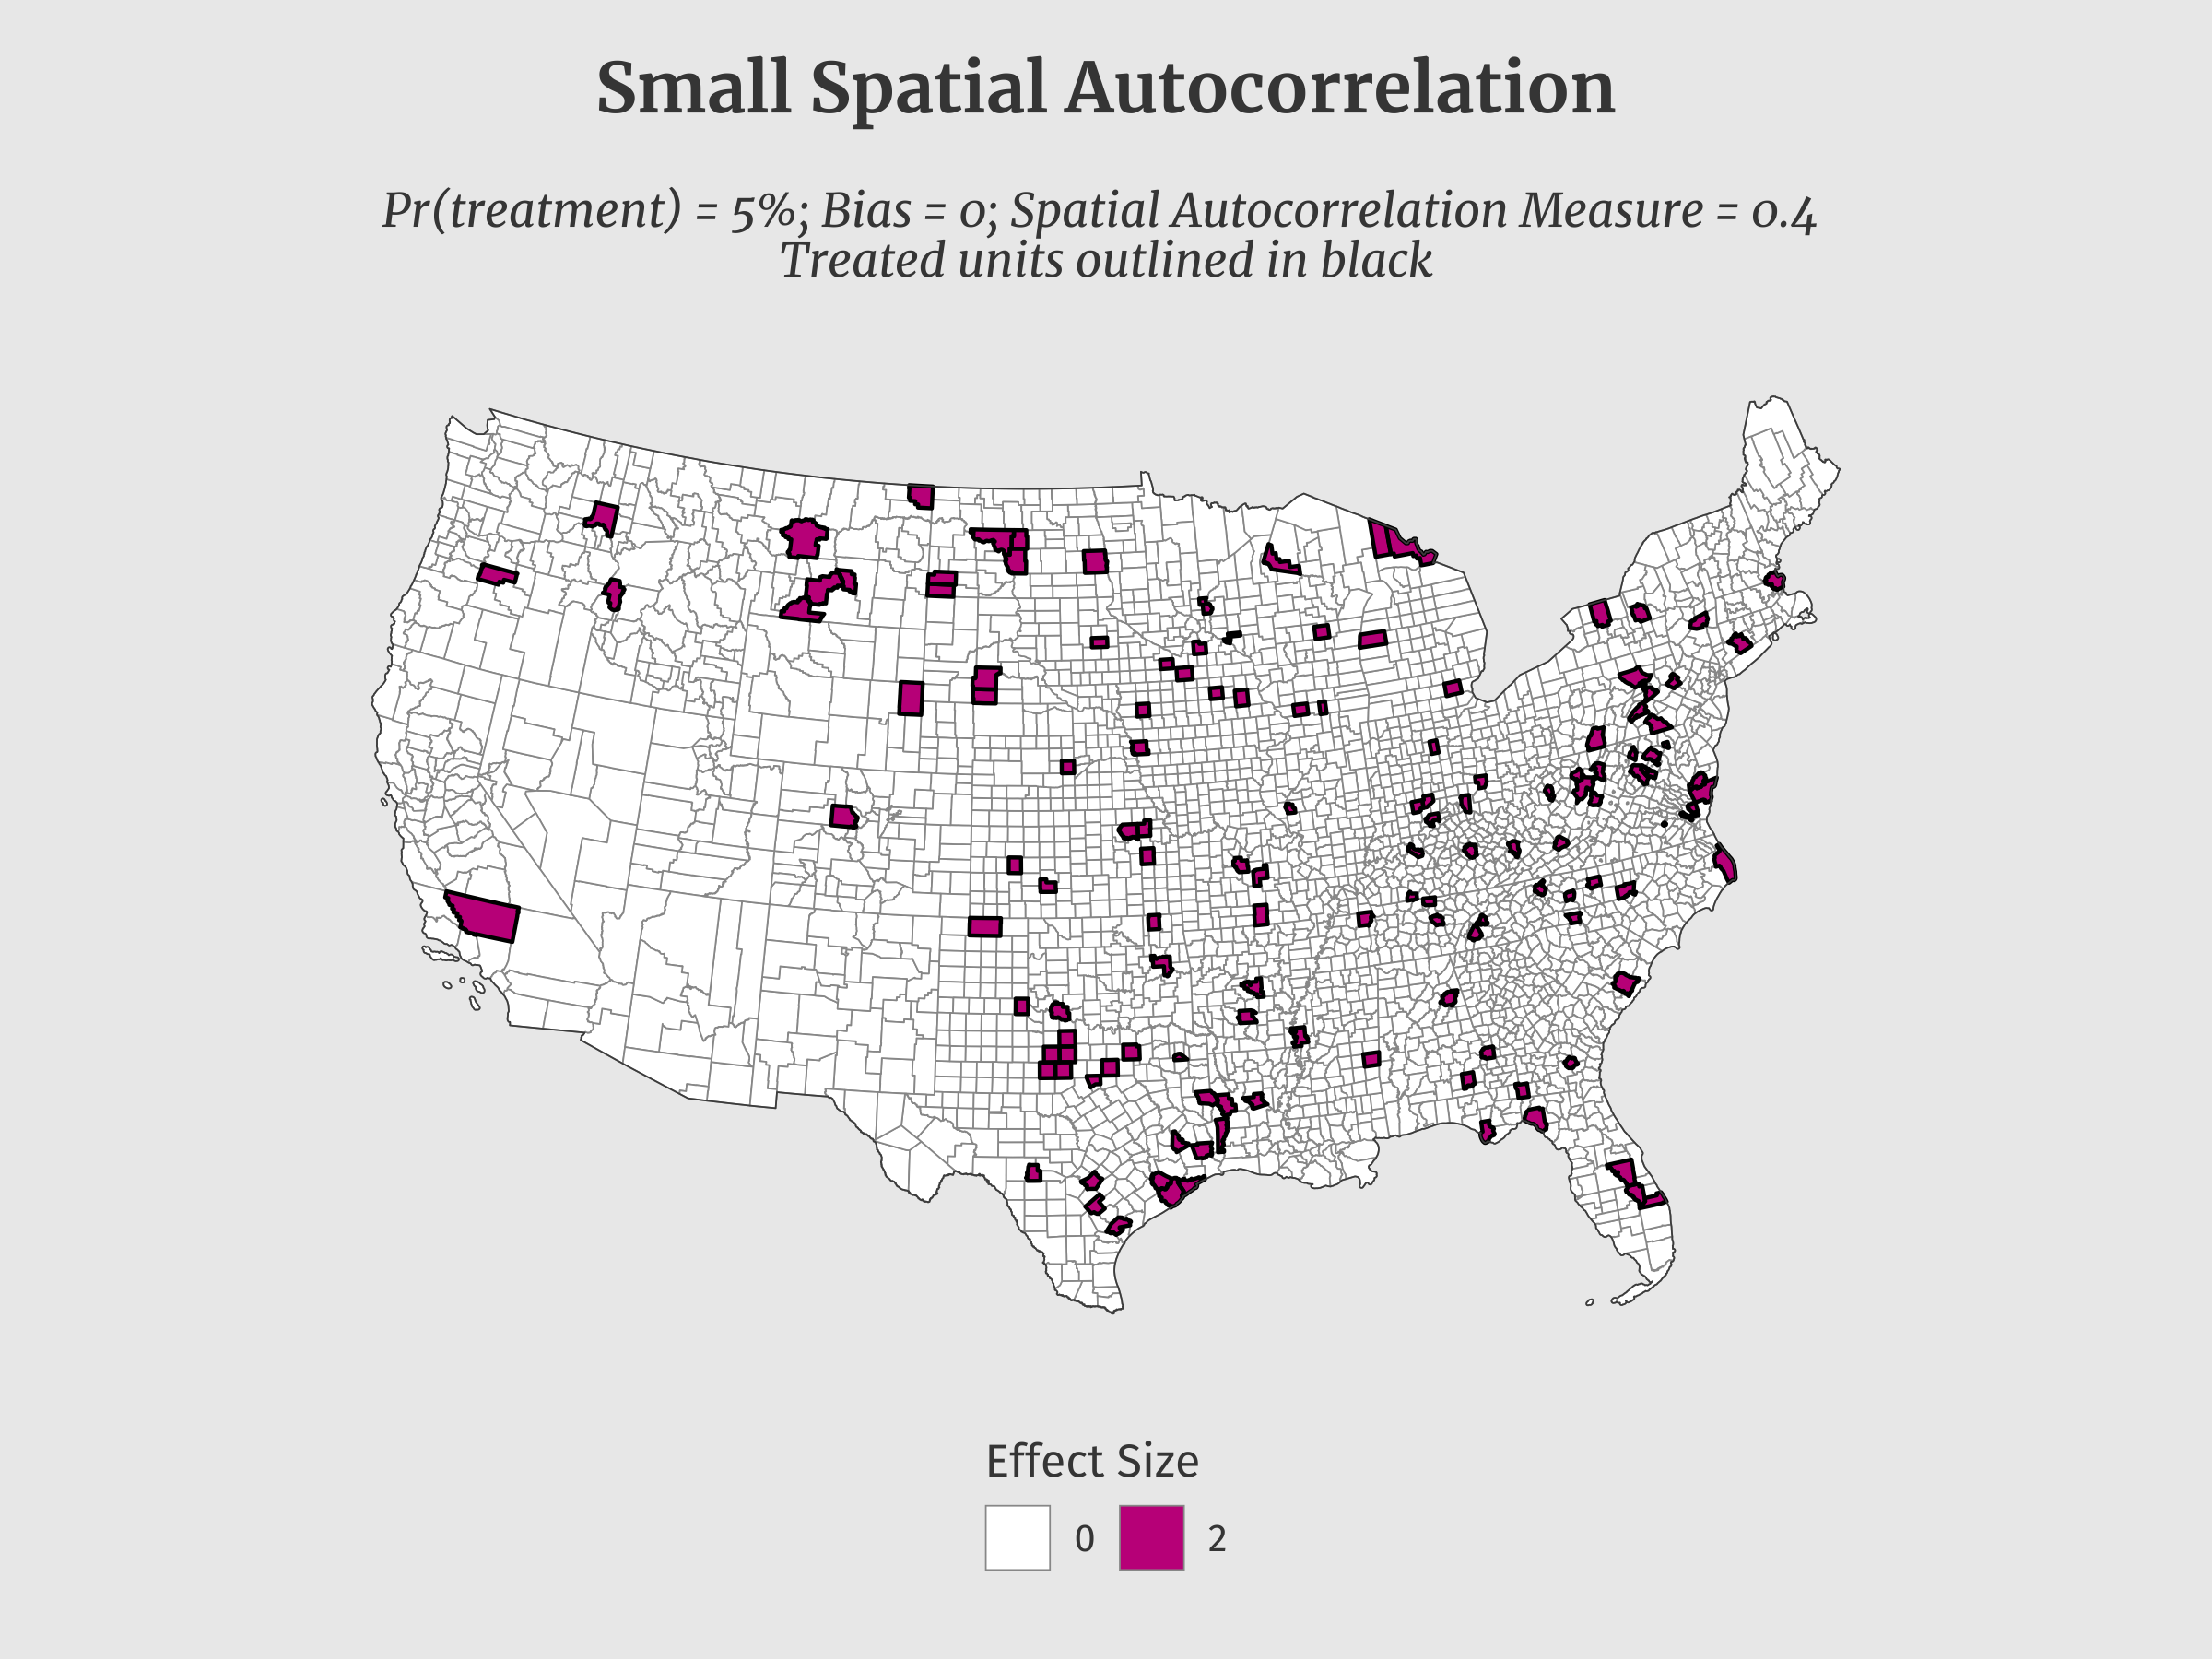 Small Spatial Autocorrelation
Pr(treatment) = 5%; Bias = 0; Spatial Autocorrelation Measure = 0.4
Treated units outlined in black
Effect Size
0 2